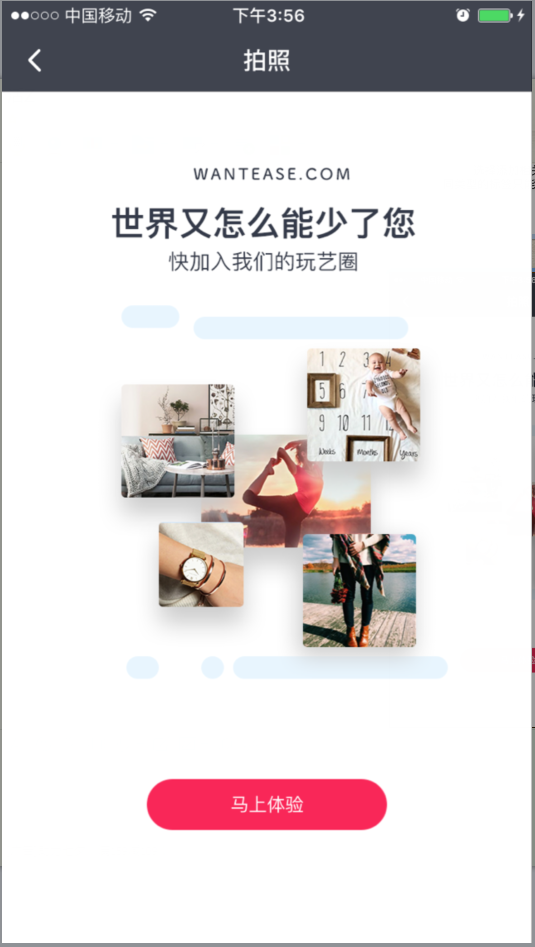 中国移动
下午3:56
拍照
WANTEASE.COM
世界又怎么能少了您
快加入我们的玩艺圈
1 2 3 4
5 6
9 10 11
Weeks Months Years
马上体验